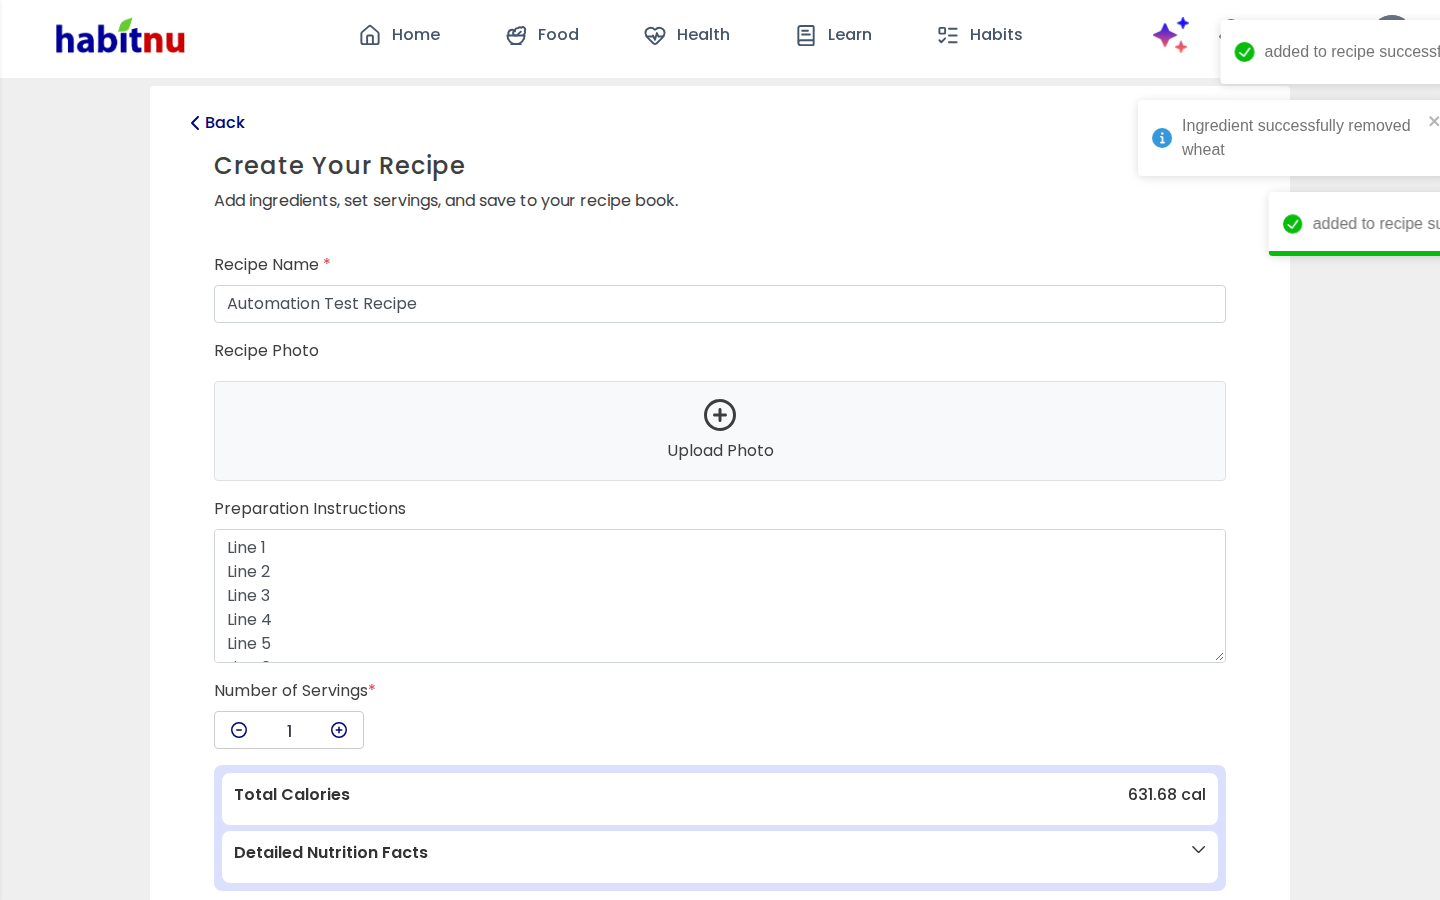 habitnu
Home
Food
Health
Learn
Habits
added to recipe successf
Ingredient successfully removed
wheat
added to recipe su
Back
Create Your Recipe
Add ingredients, set servings, and save to your recipe book.
Recipe Name *
Automation Test Recipe
Recipe Photo
Upload Photo
Preparation Instructions
Line 1
Line 2
Line 3
Line 4
Line 5
Number of Servings*
1
Total Calories
631.68 cal
Detailed Nutrition Facts